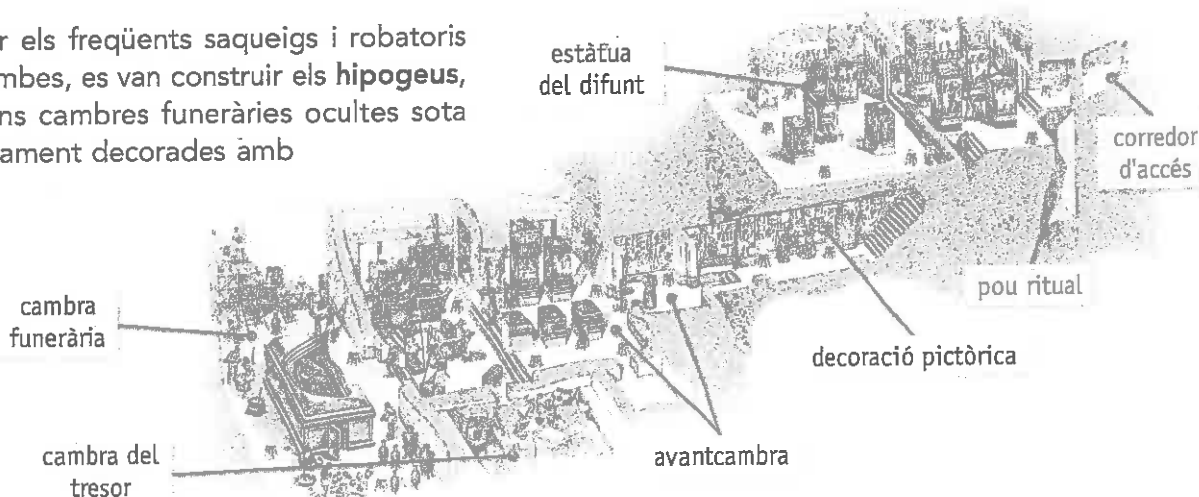 r els freqüents saqueigs i robatoris
mbes, es van construir els hipogeus,
ns cambres funeràries ocultes sota
ament decorades amb
estàtua
del difunt
corredor
d'accés
pou ritual
cambra
funerària
decoració pictòrica
avantcambra
cambra del
tresor